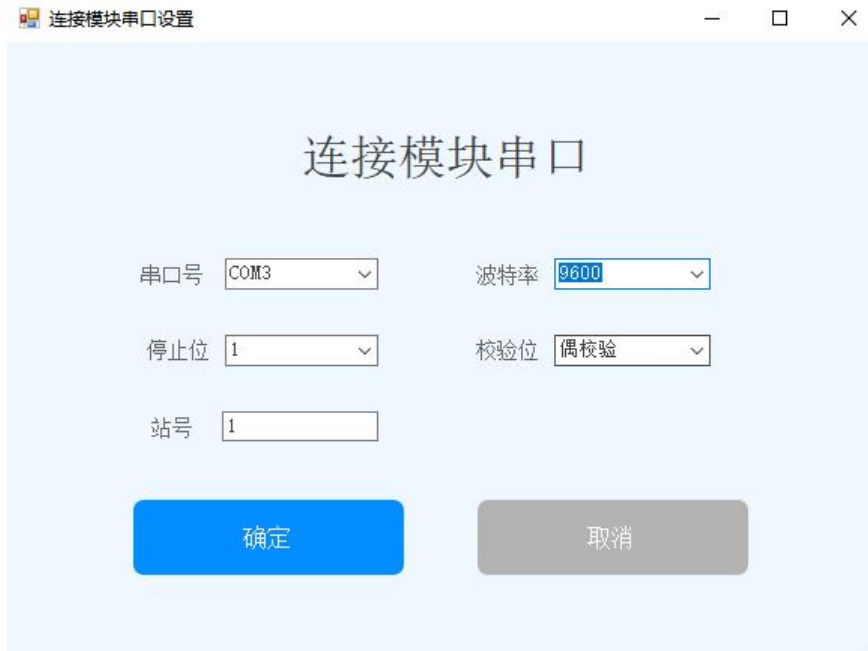 连接模块串口设置
连接模块串口
串口号 COM3 波特率 9600
停止位 1 校验位 偶校验
站号 1
确定 取消